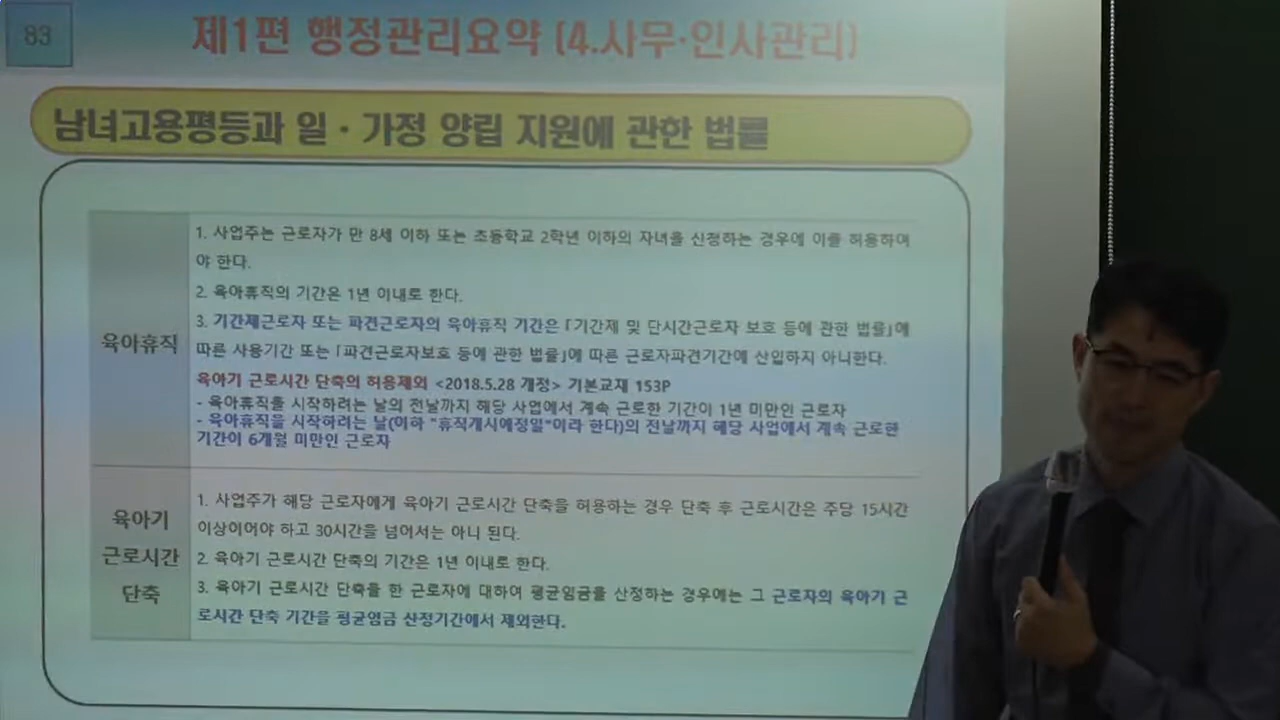 83
제1편 행정관리요약 (4.사무·인사관리)
남녀고용평등과 일·가정 양립 지원에 관한 법률
육아휴직
1. 사업주는 근로자가 만 8세 이하 또는 초등학교 2학년 이하의 자녀을 신청하는 경우에 이를 허용하여
야 한다.
2. 육아휴직의 기간은 1년 이내로 한다.
3. 기간제근로자 또는 파견근로자의 육아휴직 기간은 「기간제 및 단시간근로자 보호 등에 관한 법률」에
따른 사용기간 또는 「파견근로자보호 등에 관한 법률」에 따른 근로자파견기간에 산입하지 아니한다.
육아기 근로시간 단축의 허용제외 <2018.5.28 개정> 기본교재 153P
- 육아휴직을 시작하려는 날의 전날까지 해당 사업에서 계속 근로한 기간이 1년 미만인 근로자
- 육아휴직을 시작하려는 날(이하 "휴직개시예정일"이라 한다)의 전날까지 해당 사업에서 계속 근로한
기간이 6개월 미만인 근로자
육아기
근로시간
단축
1. 사업주가 해당 근로자에게 육아기 근로시간 단축을 허용하는 경우 단축 후 근로시간은 주당 15시간
이상이어야 하고 30시간을 넘어서는 아니 된다.
2. 육아기 근로시간 단축의 기간은 1년 이내로 한다.
3. 육아기 근로시간 단축을 한 근로자에 대하여 평균임금을 산정하는 경우에는 그 근로자의 육아기 근
로시간 단축 기간을 평균임금 산정기간에서 제외한다.